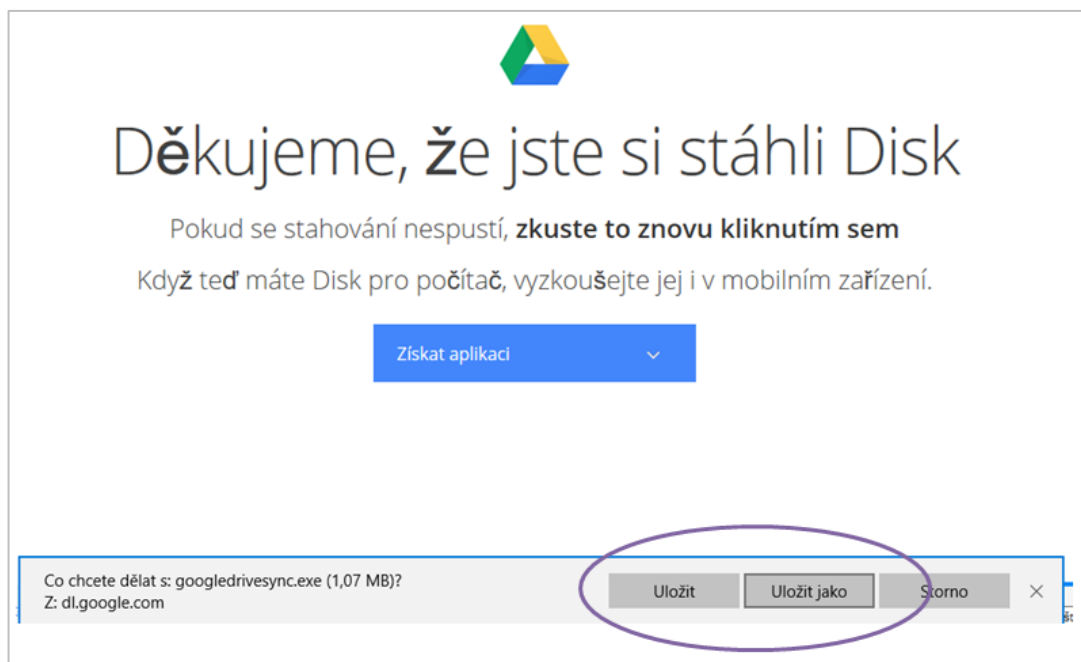 Děkujeme, že jste si stáhli Disk
Pokud se stahování nespustí, zkuste to znovu kliknutím sem
Když teď máte Disk pro počítač, vyzkoušejte jej i v mobilním zařízení.
Získat aplikaci
Co chcete dělat s: googledrivesync.exe (1,07 MB)?
Z: dl.google.com
Uložit Uložit jako Storno